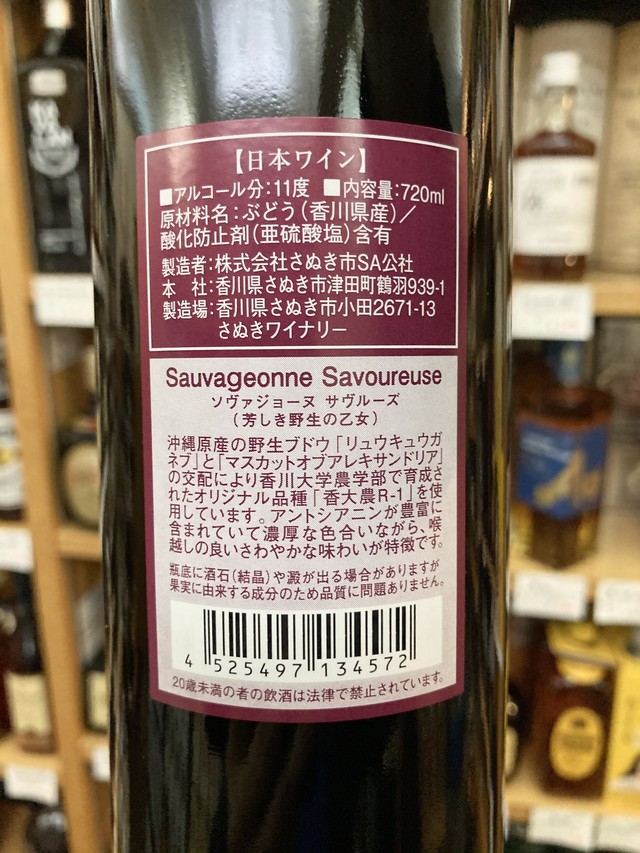 【日本ワイン】
■アルコール分：11度 ■内容量：720ml
原材料名：ぶどう（香川県産）／
酸化防止剤（亜硫酸塩）含有
製造者：株式会社さぬき市SA公社
本　社：香川県さぬき市津田町鶴羽939-1
製造場：香川県さぬき市小田2671-13
さぬきワイナリー
Sauvageonne Savoureuse
ソヴァジョーヌ サヴルーズ
（芳しき野生の乙女）
沖縄原産の野生ブドウ「リュウキュウガ
ネブ」と「マスカットオブアレキサンドリア」
の交配により香川大学農学部で育成さ
れたオリジナル品種「香大農R-1」を使
用しています。アントシアニンが豊富に
含まれていて濃厚な色合いながら、喉
越しの良いさわやかな味わいが特徴です。
瓶底に酒石（結晶）や澱が出る場合がありますが
果実に由来する成分のため品質に問題ありません。
4 525497 134572
20歳未満の者の飲酒は法律で禁止されています。